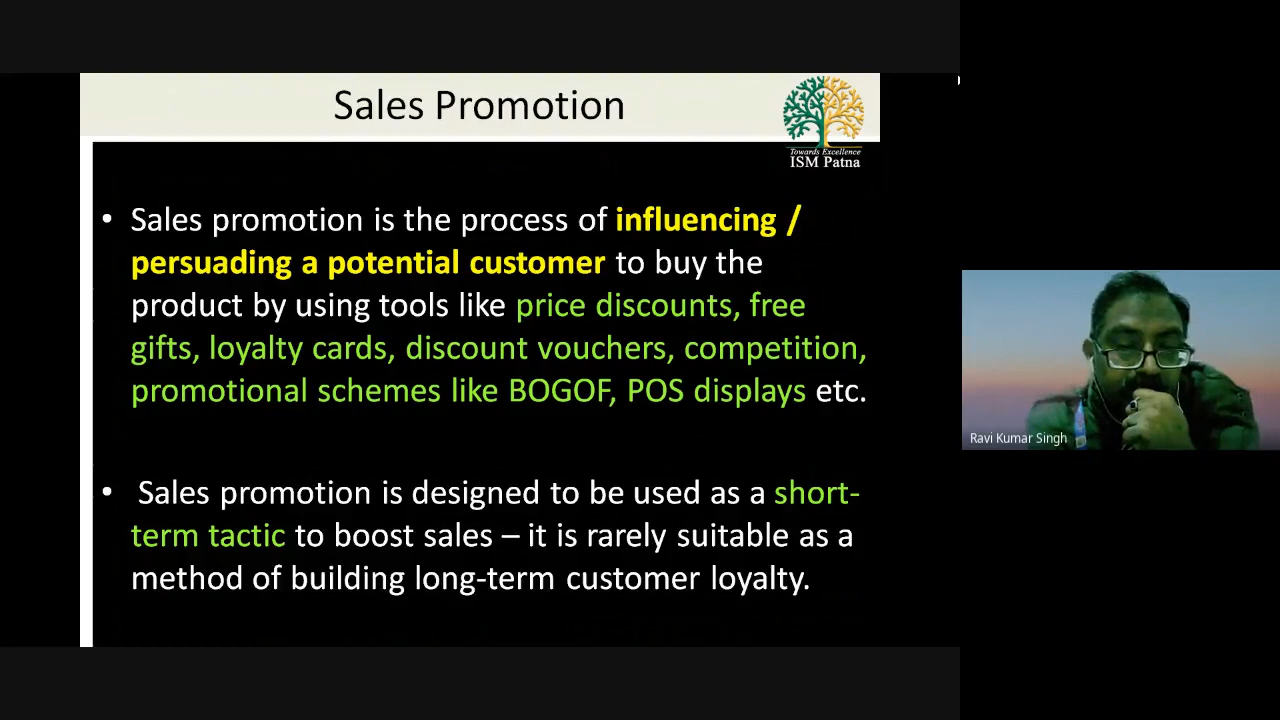 Sales Promotion
Towards Excellence
ISM Patna
• Sales promotion is the process of influencing /
persuading a potential customer to buy the
product by using tools like price discounts, free
gifts, loyalty cards, discount vouchers, competition,
promotional schemes like BOGOF, POS displays etc.
• Sales promotion is designed to be used as a short-
term tactic to boost sales – it is rarely suitable as a
method of building long-term customer loyalty.
Ravi Kumar Singh